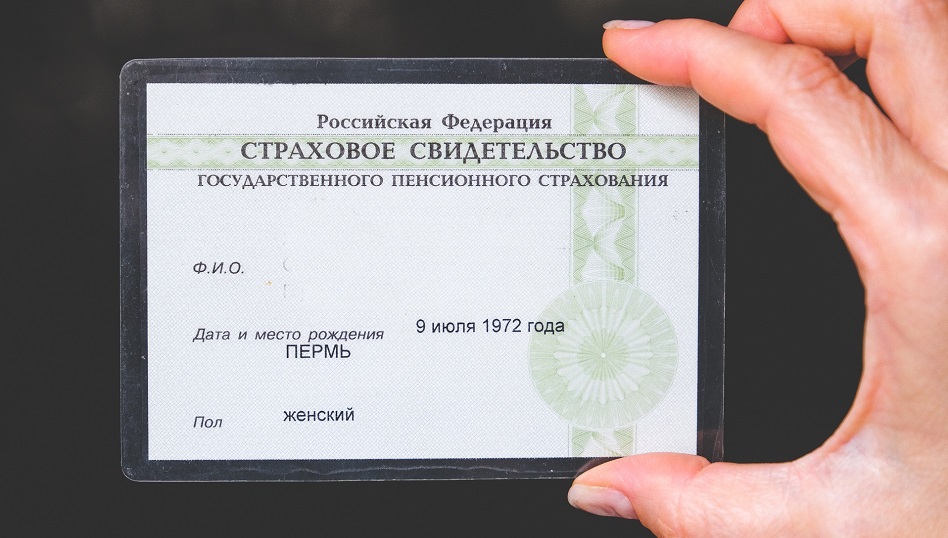 Российская Федерация
СТРАХОВОЕ СВИДЕТЕЛЬСТВО
ГОСУДАРСТВЕННОГО ПЕНСИОННОГО СТРАХОВАНИЯ
Ф.И.О.
Дата и место рождения 9 июля 1972 года
ПЕРМЬ
Пол женский